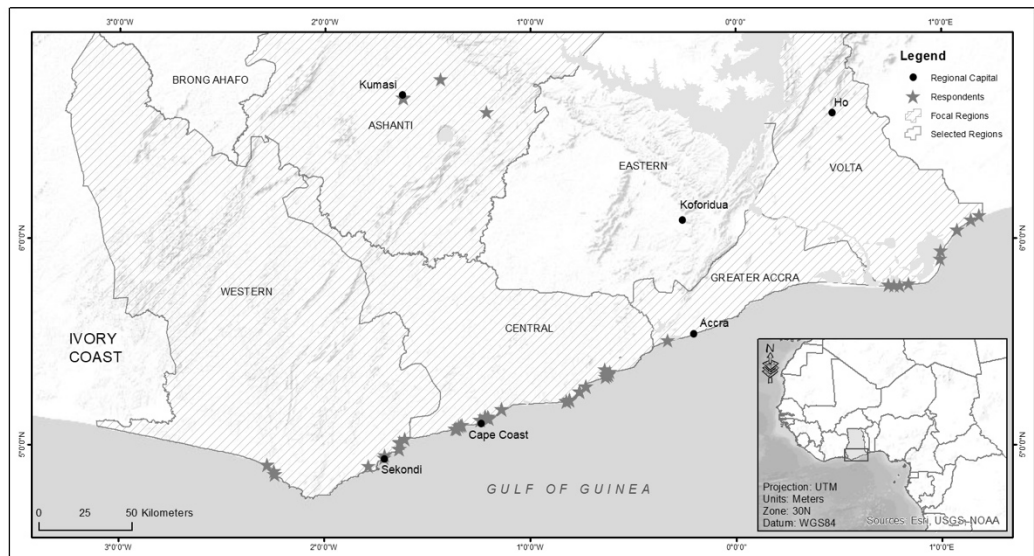 3°0'0"W 2°0'0"W 1°0'0"W 0°0'0" 1°0'0"E
Legend
Regional Capital
Respondents
Focal Regions
Selected Regions
BRONG AHAFO
Kumasi
ASHANTI
Ho
EASTERN
VOLTA
Koforidua
6°0'0"N
6°0'0"N
GREATER ACCRA
WESTERN
CENTRAL
Accra
IVORY
COAST
N
Cape Coast
5°0'0"N
5°0'0"N
Sekondi
GULF OF GUINEA
Projection: UTM
Units: Meters
Zone: 30N
Datum: WGS84
Sources: Esri, USGS, NOAA
0 25 50 Kilometers
3°0'0"W 2°0'0"W 1°0'0"W 0°0'0" 1°0'0"E